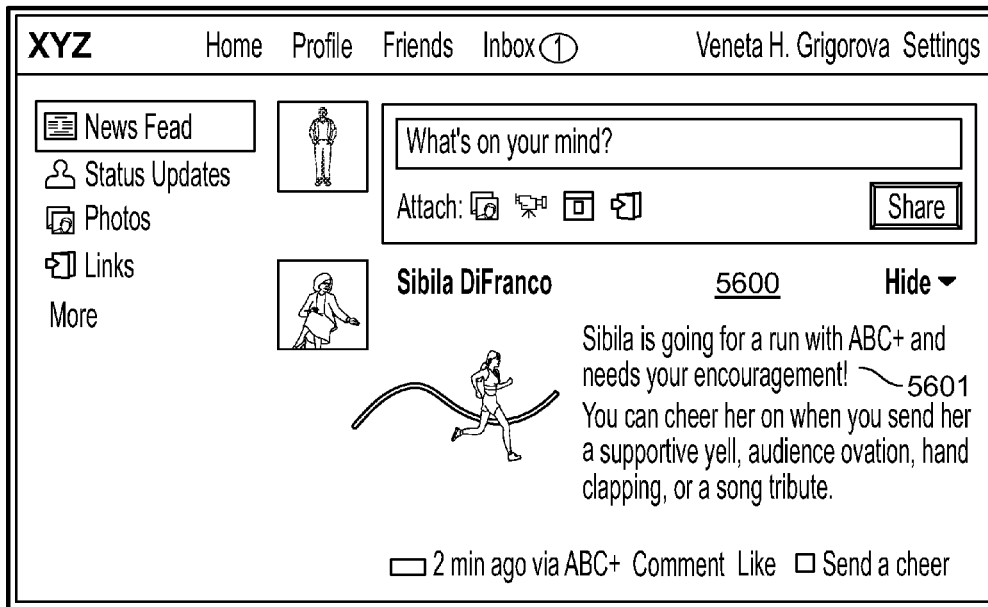 XYZ Home Profile Friends Inbox 1 Veneta H. Grigorova Settings
News Fead
Status Updates
Photos
Links
More
What's on your mind?
Attach: Share
Sibila DiFranco 5600 Hide
Sibila is going for a run with ABC+ and
needs your encouragement! 5601
You can cheer her on when you send her
a supportive yell, audience ovation, hand
clapping, or a song tribute.
2 min ago via ABC+ Comment Like Send a cheer